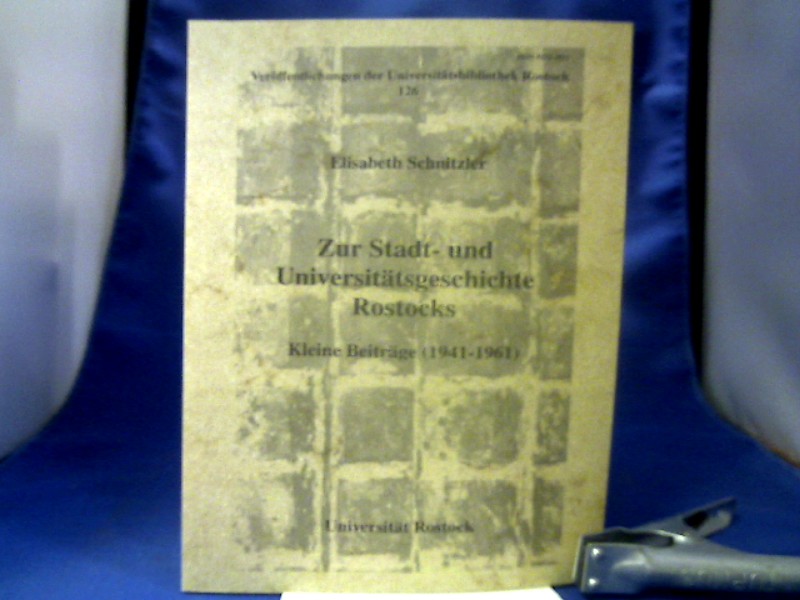 Veröffentlichungen der Universitätsbibliothek Rostock
126
Elisabeth Schnitzler
Zur Stadt- und
Universitätsgeschichte
Rostocks
Kleine Beiträge (1941-1961)
Universität Rostock